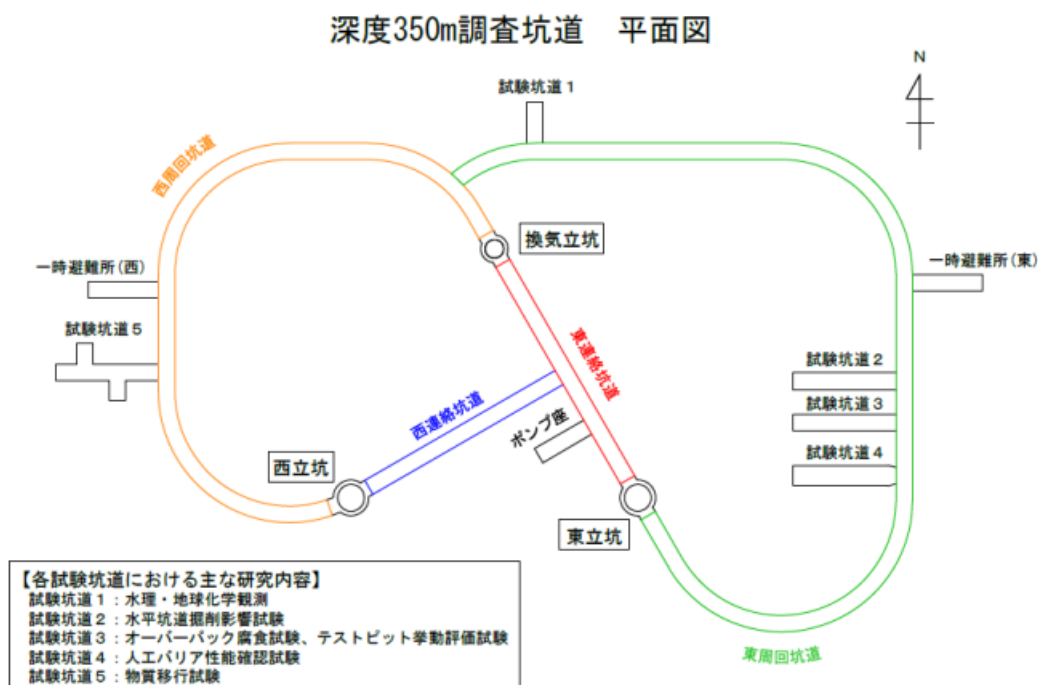 深度350m調査坑道　平面図
N
試験坑道1
西周回坑道
換気立坑
一時避難所(西)
一時避難所(東)
試験坑道5
東連絡坑道
試験坑道2
西連絡坑道
試験坑道3
ポンプ座
試験坑道4
西立坑
東立坑
東周回坑道
【各試験坑道における主な研究内容】
試験坑道1：水理・地球化学観測
試験坑道2：水平坑道掘削影響試験
試験坑道3：オーバーパック腐食試験、テストピット挙動評価試験
試験坑道4：人工バリア性能確認試験
試験坑道5：物質移行試験